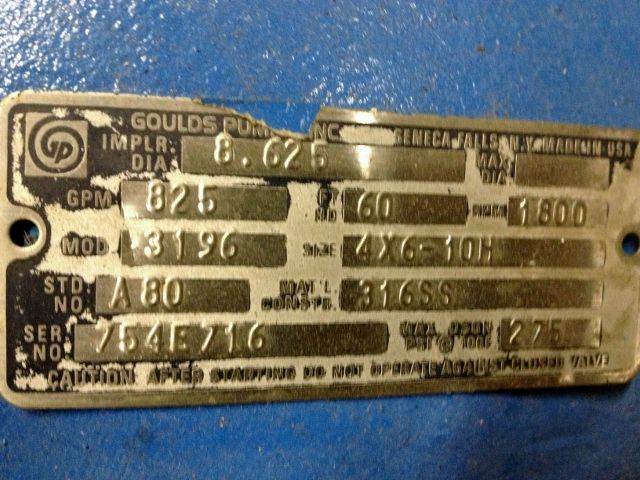 GOULDS PUMPS INC. SENECA FALLS, N.Y. MADE IN USA
IMPLR. DIA. 8.625 MAX DIA
GPM 825 FT HD 60 RPM 1800
MOD 3196 SIZE 4X6-10H
STD NO. A80 MAT'L CONSTR. 316SS
SER NO. 754E716 MAX. DSGN PSI @ 100F 275
CAUTION AFTER STARTING DO NOT OPERATE AGAINST CLOSED VALVE